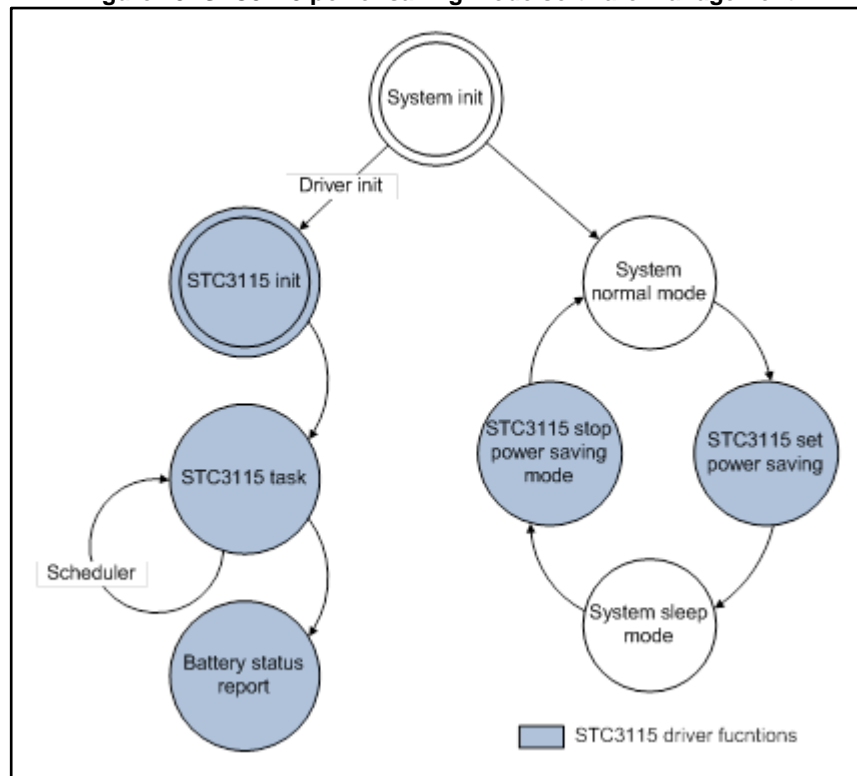 System init
Driver init
STC3115 init
System
normal mode
STC3115 stop
power saving
mode
STC3115 set
power saving
STC3115 task
Scheduler
System sleep
mode
Battery status
report
STC3115 driver fucntions